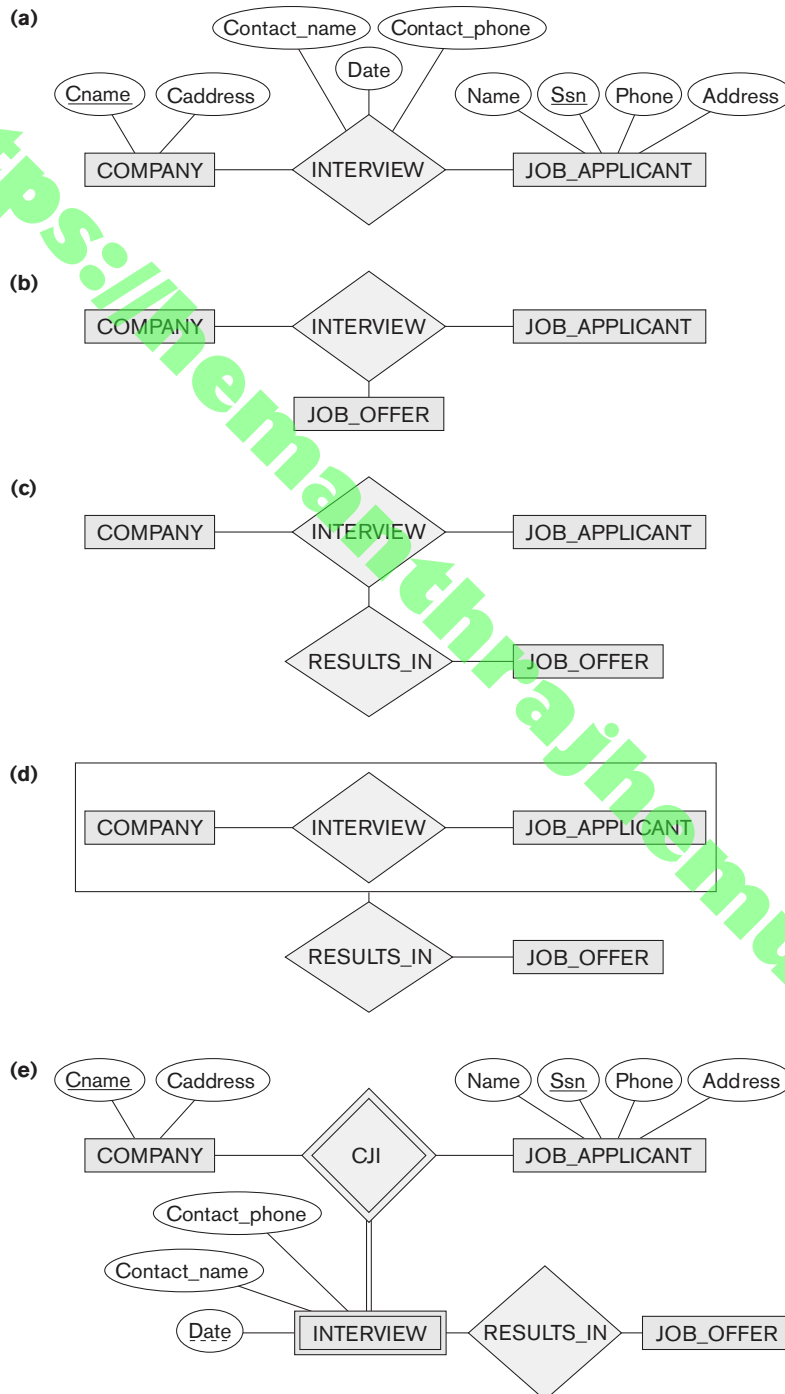 (a)
Contact_name Contact_phone
Date
Cname Caddress Name Ssn Phone Address
COMPANY INTERVIEW JOB_APPLICANT
(b)
COMPANY INTERVIEW JOB_APPLICANT
JOB_OFFER
(c)
COMPANY INTERVIEW JOB_APPLICANT
RESULTS_IN JOB_OFFER
(d)
COMPANY INTERVIEW JOB_APPLICANT
RESULTS_IN JOB_OFFER
(e)
Cname Caddress Name Ssn Phone Address
COMPANY CJI JOB_APPLICANT
Contact_phone
Contact_name
Date INTERVIEW RESULTS_IN JOB_OFFER
tps://hemanthrajhemu